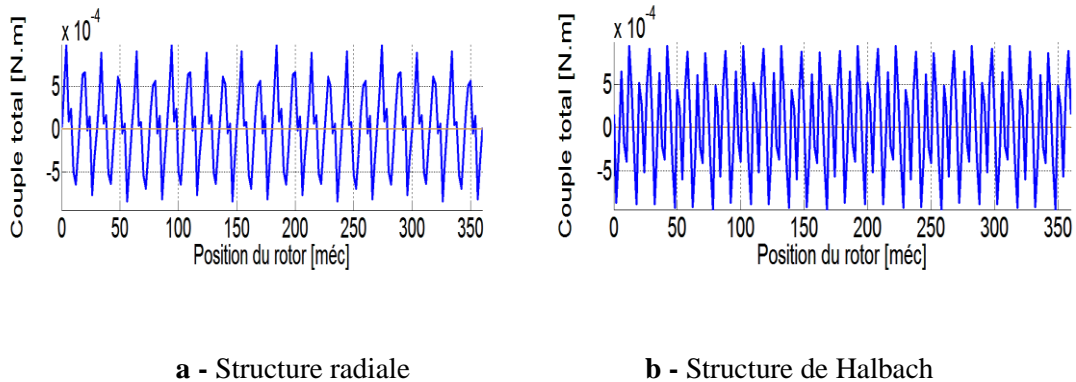 x 10-4
Couple total [N.m
5
0
-5
0 50 100 150 200 250 300 350
Position du rotor [méc]
a - Structure radiale
x 10-4
Couple total [N.m
5
0
-5
0 50 100 150 200 250 300 350
Position du rotor [méc]
b - Structure de Halbach